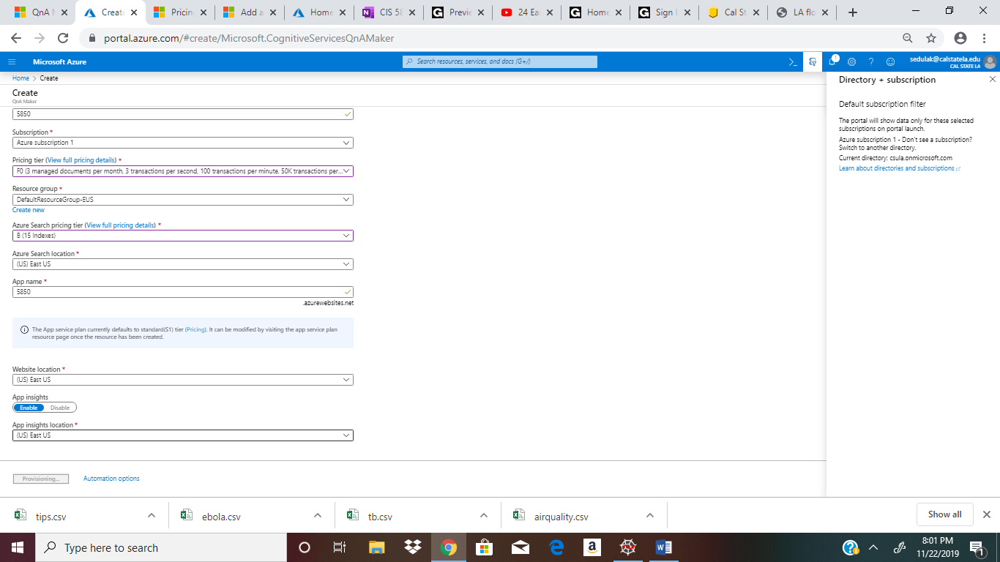 QnA M
Create
Pricin
Add a
Home
CIS 58
Previe
24 Ea
Home
Sign
Cal St
LA flo
portal.azure.com/#create/Microsoft.CognitiveServicesQnAMaker
Microsoft Azure
Search resources, services, and docs (G+/)
1
sedulak@calstatela.edu
CAL STATE LA
Home > Create
Create
QnA Maker
5850
Subscription *
Azure subscription 1
Pricing tier (View full pricing details) *
F0 (3 managed documents per month, 3 transactions per second, 100 transactions per minute, 50K transactions per...
Resource group *
DefaultResourceGroup-EUS
Create new
Azure Search pricing tier (View full pricing details) *
B (15 Indexes)
Azure Search location *
(US) East US
App name *
5850
.azurewebsites.net
The App service plan currently defaults to standard(S1) tier (Pricing). It can be modified by visiting the app service plan
resource page once the resource has been created.
Website location *
(US) East US
App insights
Enable Disable
App insights location *
(US) East US
Provisioning... Automation options
Directory + subscription
Default subscription filter
The portal will show data only for these selected
subscriptions on portal launch.
Azure subscription 1 - Don't see a subscription?
Switch to another directory.
Current directory: csula.onmicrosoft.com
Learn about directories and subscriptions
tips.csv
ebola.csv
tb.csv
airquality.csv
Show all
Type here to search
8:01 PM
11/22/2019
1